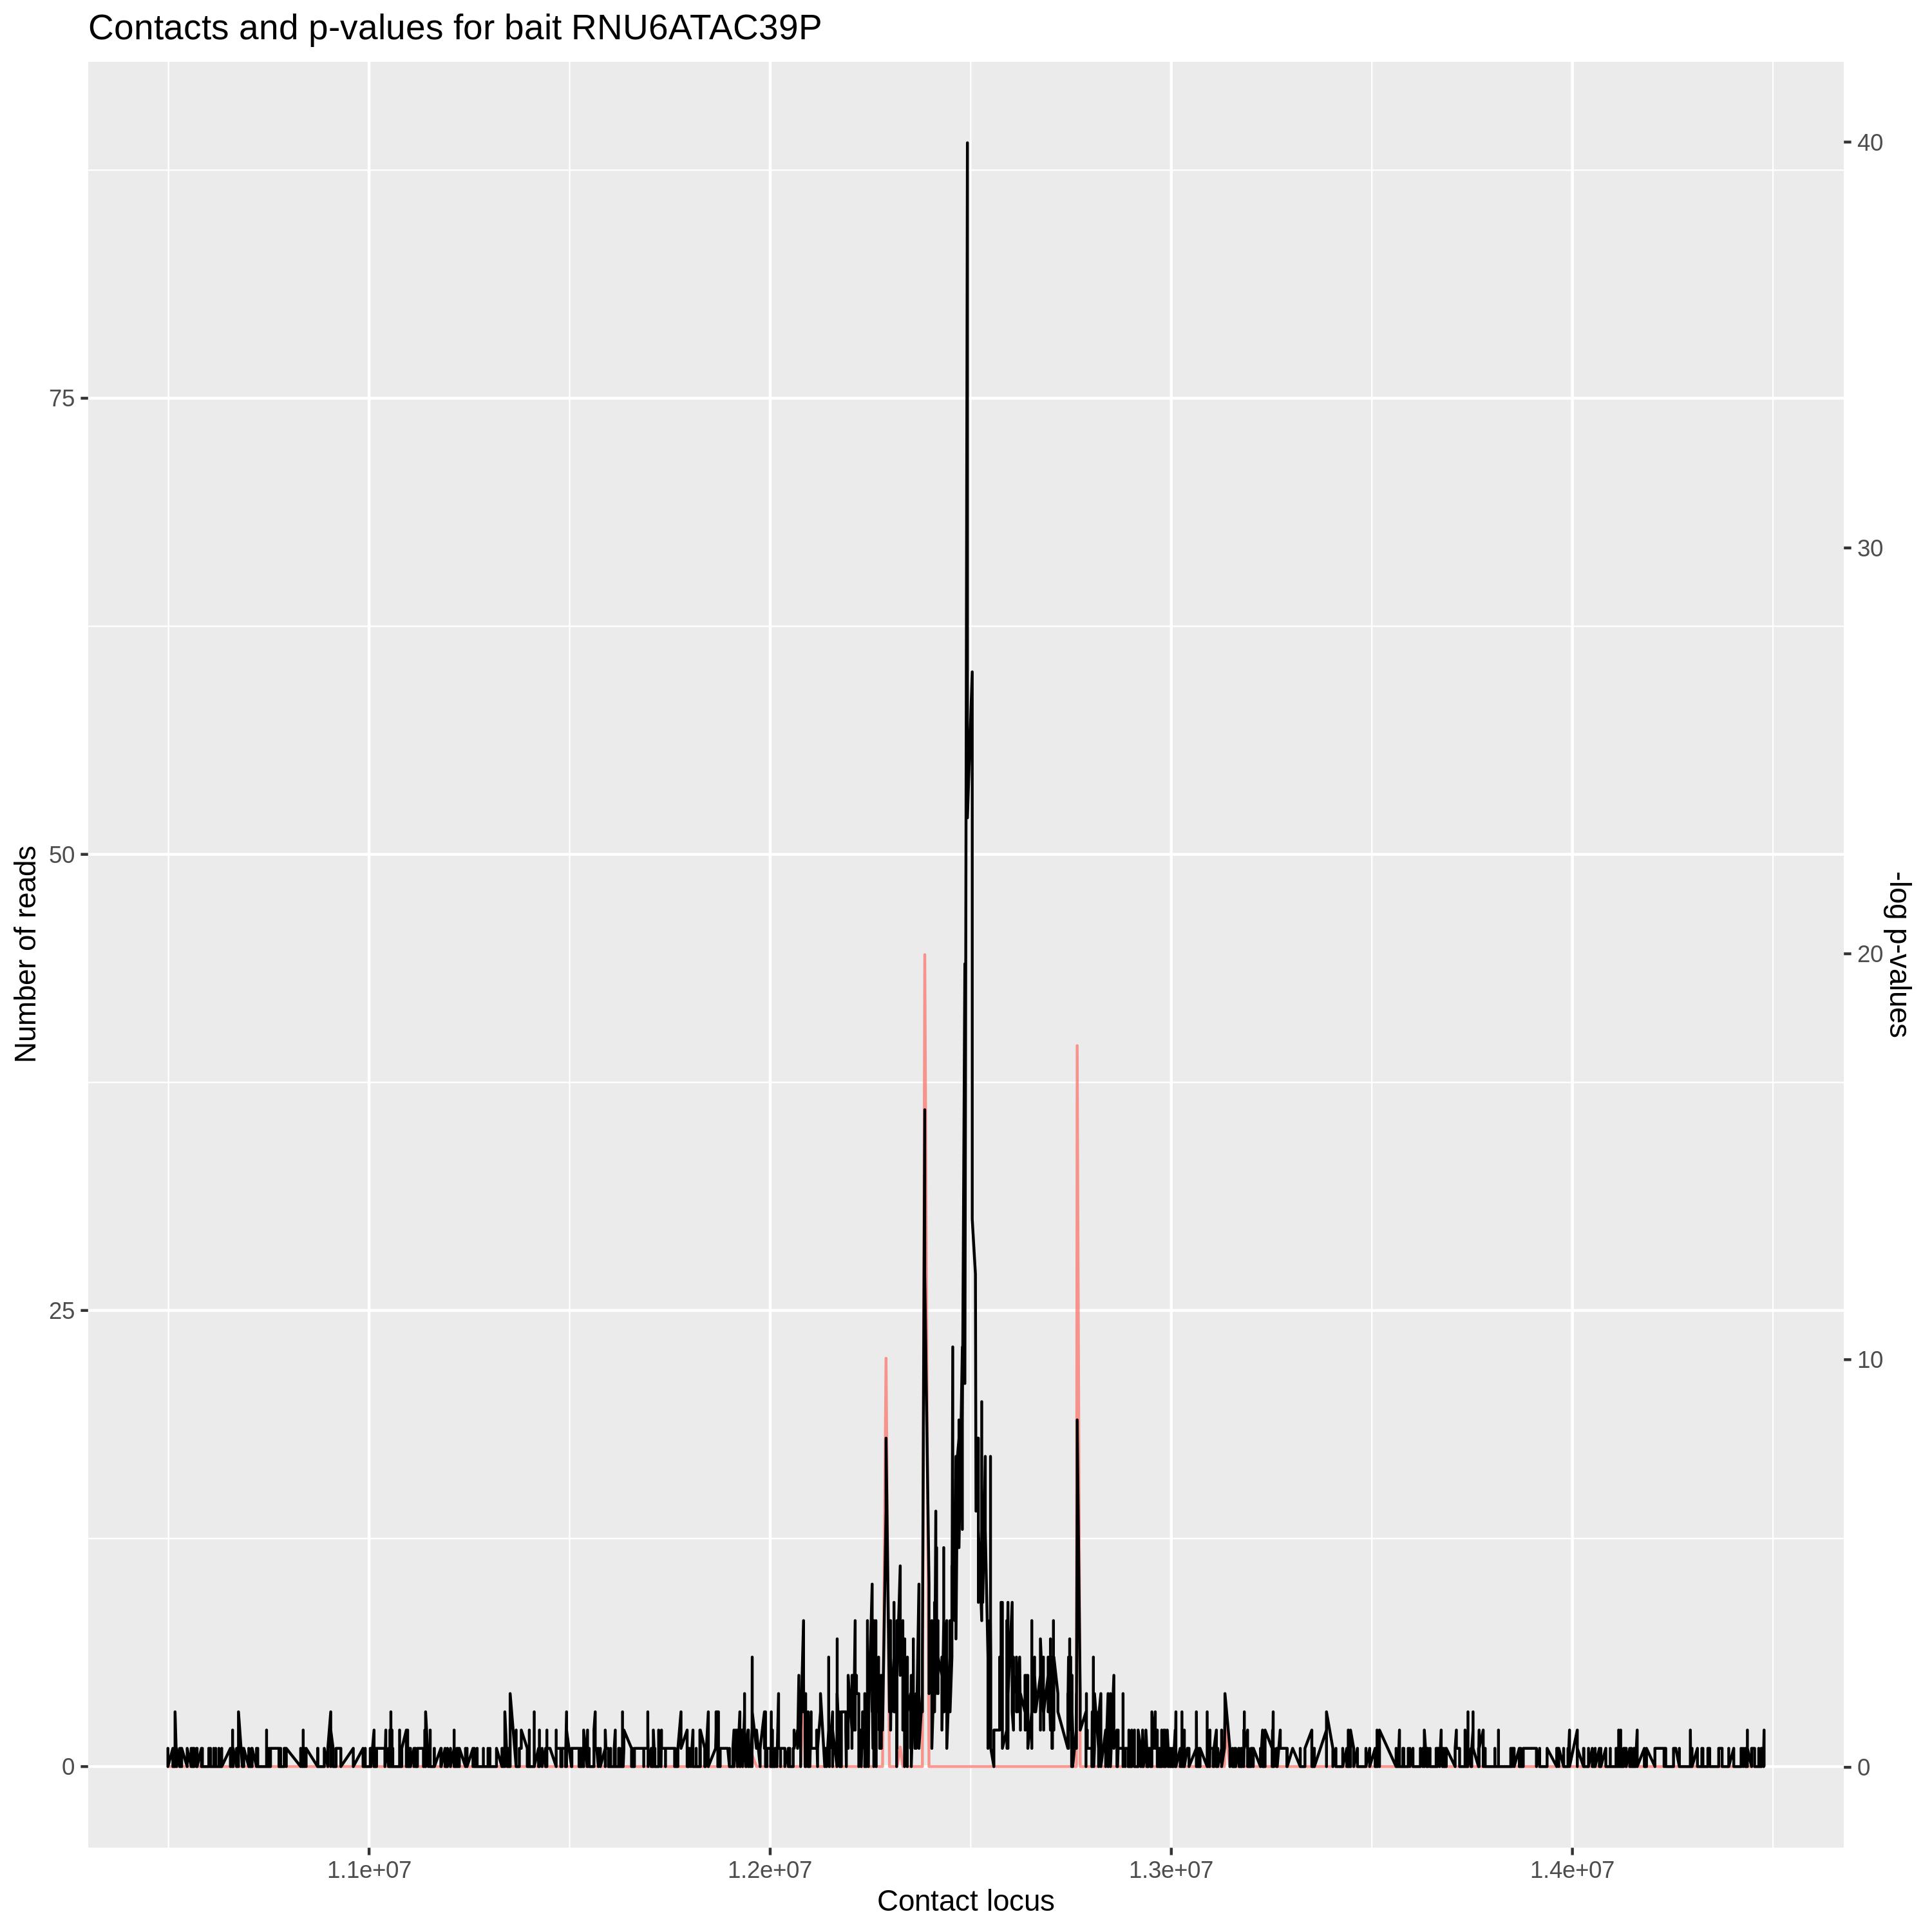 Contacts and p-values for bait RNU6ATAC39P
40
75
30
50
20
Number of reads
-log p-values
25
10
0
0
1.1e+07
1.2e+07
1.3e+07
1.4e+07
Contact locus